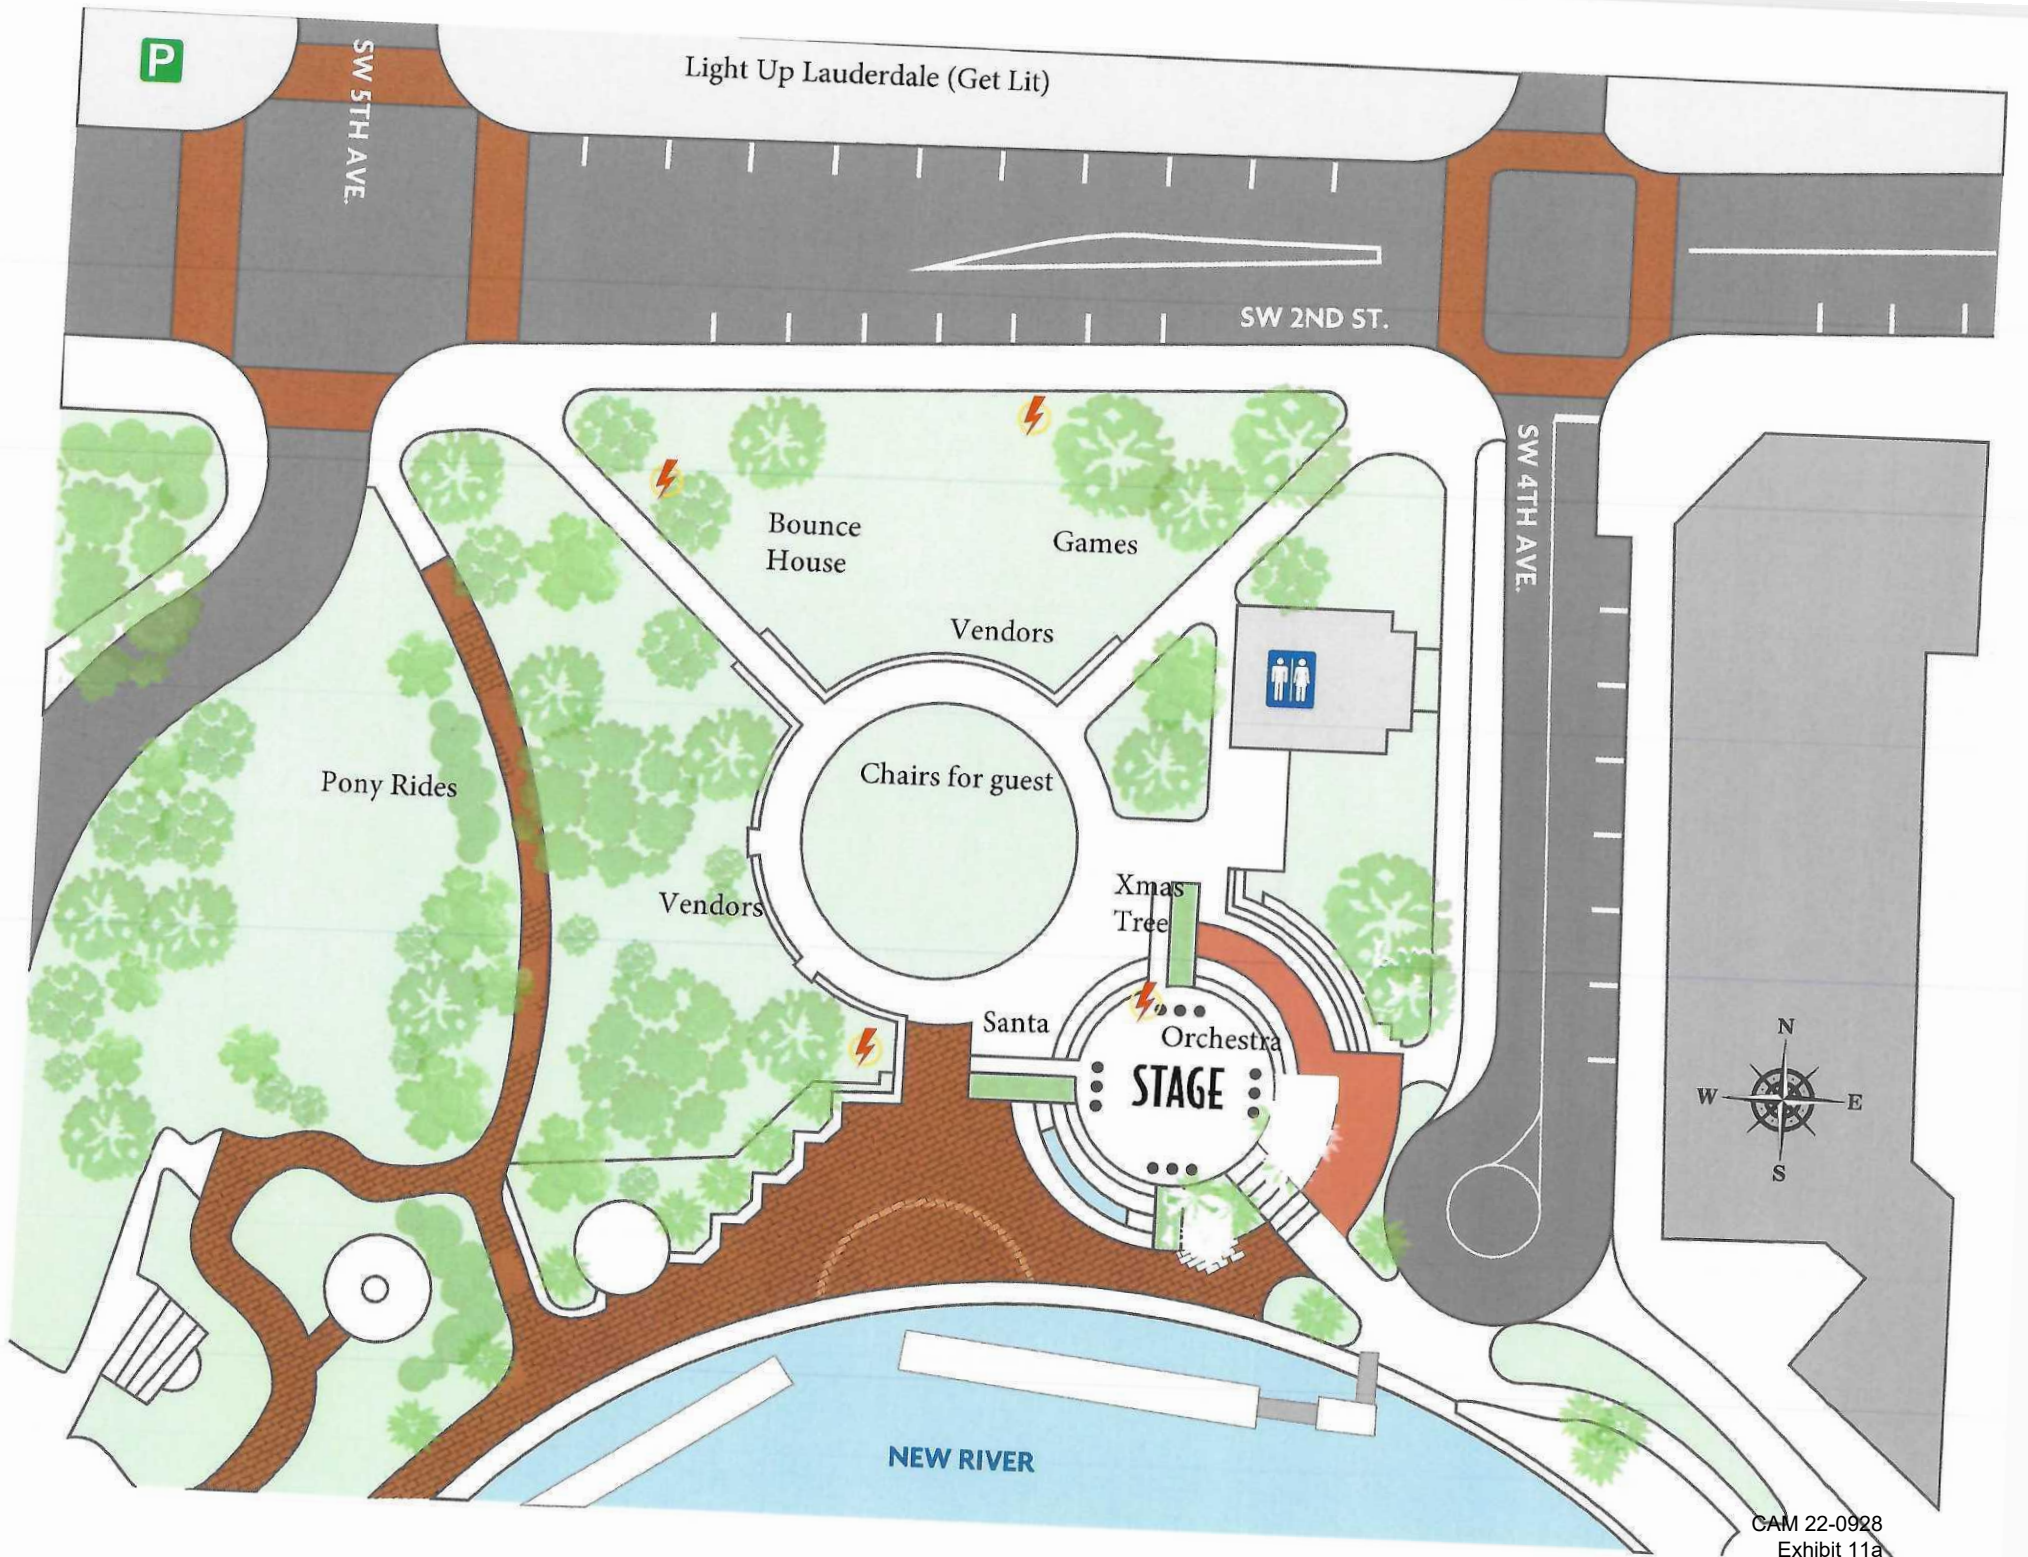 P
SW 5TH AVE.
Light Up Lauderdale (Get Lit)
SW 2ND ST.
SW 4TH AVE.
Bounce
House
Games
Vendors
Pony Rides
Chairs for guest
Vendors
Xmas
Tree
Santa
Orchestra
STAGE
N
W
E
S
NEW RIVER
CAM 22-0928
Exhibit 11a